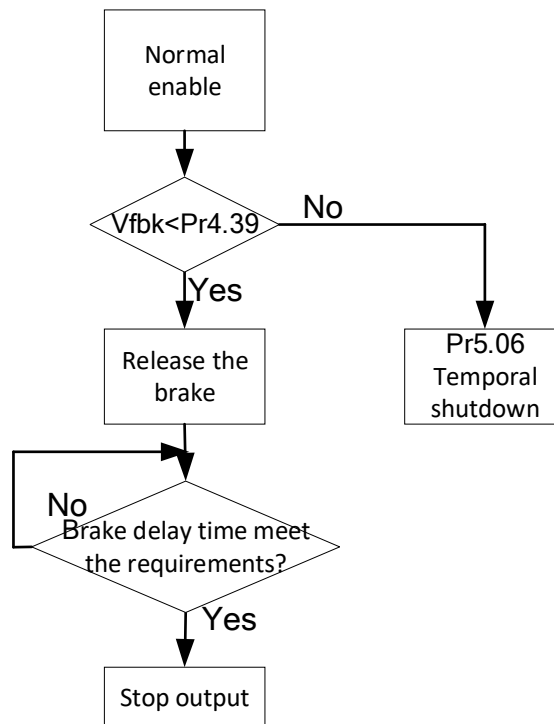 Normal
enable
Vfbk<Pr4.39
No
Yes
Release the
brake
Pr5.06
Temporal
shutdown
No
Brake delay time meet
the requirements?
Yes
Stop output